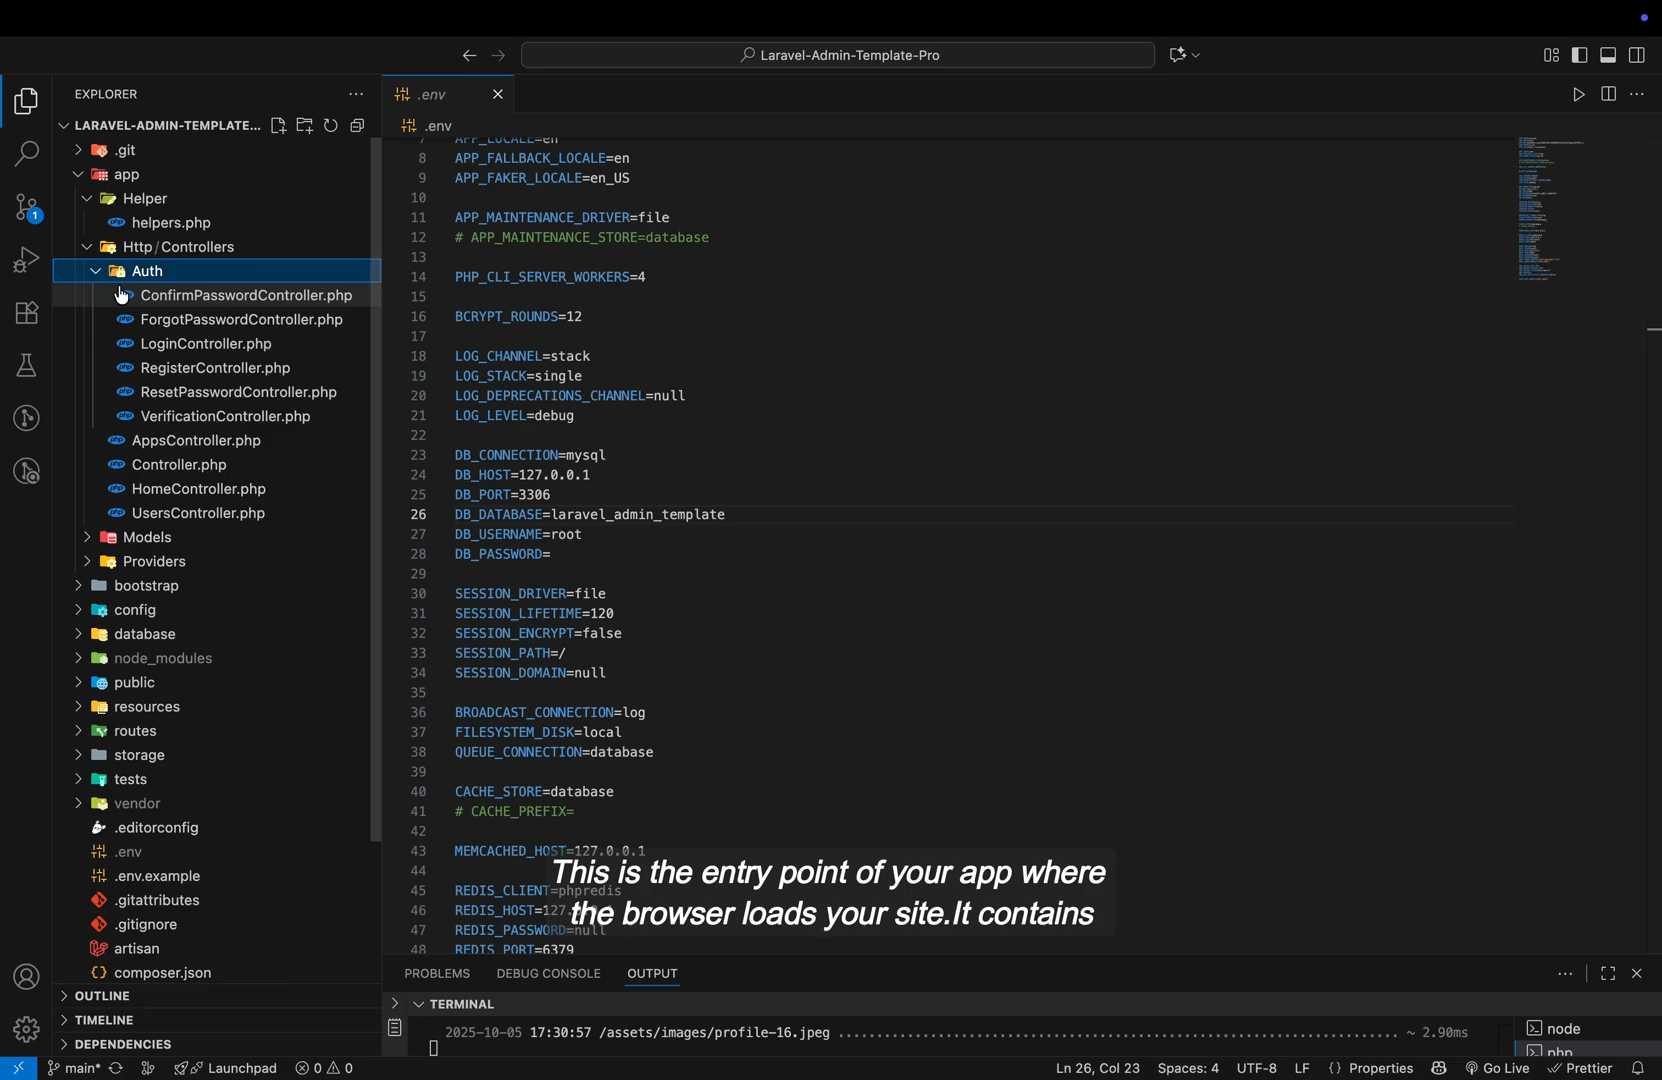 Laravel-Admin-Template-Pro
EXPLORER
LARAVEL-ADMIN-TEMPLATE...
.git
app
Helper
helpers.php
Http / Controllers
Auth
ConfirmPasswordController.php
ForgotPasswordController.php
LoginController.php
RegisterController.php
ResetPasswordController.php
VerificationController.php
AppsController.php
Controller.php
HomeController.php
UsersController.php
Models
Providers
bootstrap
config
database
node_modules
public
resources
routes
storage
tests
vendor
.editorconfig
.env
.env.example
.gitattributes
.gitignore
artisan
composer.json
OUTLINE
TIMELINE
DEPENDENCIES
.env
.env
7 APP_LOCALE=en
8 APP_FALLBACK_LOCALE=en
9 APP_FAKER_LOCALE=en_US
10
11 APP_MAINTENANCE_DRIVER=file
12 # APP_MAINTENANCE_STORE=database
13
14 PHP_CLI_SERVER_WORKERS=4
15
16 BCRYPT_ROUNDS=12
17
18 LOG_CHANNEL=stack
19 LOG_STACK=single
20 LOG_DEPRECATIONS_CHANNEL=null
21 LOG_LEVEL=debug
22
23 DB_CONNECTION=mysql
24 DB_HOST=127.0.0.1
25 DB_PORT=3306
26 DB_DATABASE=laravel_admin_template
27 DB_USERNAME=root
28 DB_PASSWORD=
29
30 SESSION_DRIVER=file
31 SESSION_LIFETIME=120
32 SESSION_ENCRYPT=false
33 SESSION_PATH=/
34 SESSION_DOMAIN=null
35
36 BROADCAST_CONNECTION=log
37 FILESYSTEM_DISK=local
38 QUEUE_CONNECTION=database
39
40 CACHE_STORE=database
41 # CACHE_PREFIX=
42
43 MEMCACHED_HOST=127.0.0.1
44
45 REDIS_CLIENT=phpredis
46 REDIS_HOST=127.
47 REDIS_PASSWORD=null
48 REDIS_PORT=6379
This is the entry point of your app where
the browser loads your site.It contains
PROBLEMS DEBUG CONSOLE OUTPUT
TERMINAL
2025-10-05 17:30:57 /assets/images/profile-16.jpeg ........ ~ 2.90ms
node
php
1
main* Launchpad 0 0 Ln 26, Col 23 Spaces: 4 UTF-8 LF {} Properties Go Live Prettier